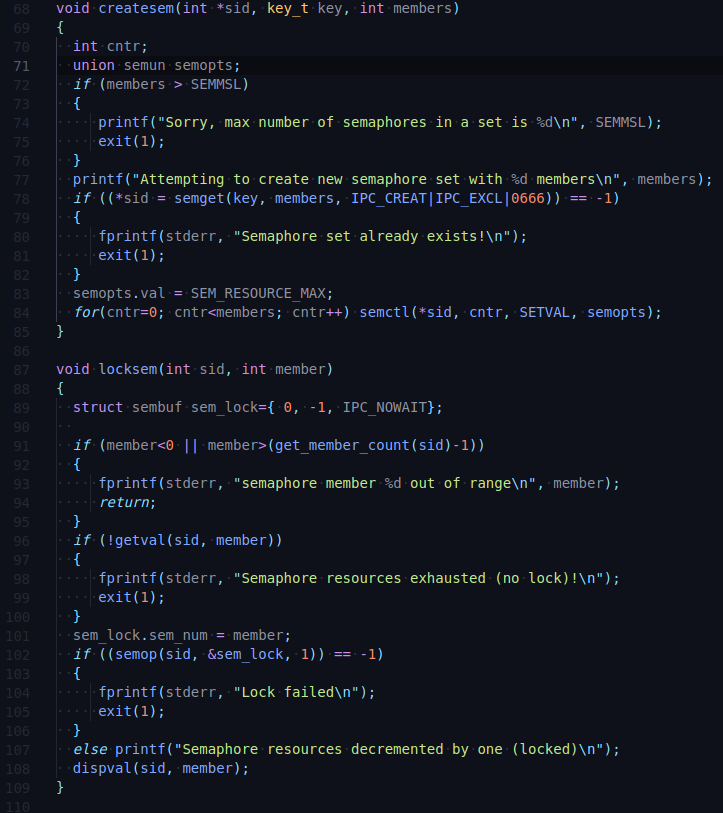 68 void createsem(int *sid, key_t key, int members)
69 {
70   int cntr;
71   union semun semopts;
72   if (members > SEMMSL)
73   {
74      printf("Sorry, max number of semaphores in a set is %d\n", SEMMSL);
75      exit(1);
76   }
77   printf("Attempting to create new semaphore set with %d members\n", members);
78   if ((*sid = semget(key, members, IPC_CREAT|IPC_EXCL|0666)) == -1)
79   {
80      fprintf(stderr, "Semaphore set already exists!\n");
81      exit(1);
82   }
83   semopts.val = SEM_RESOURCE_MAX;
84   for(cntr=0; cntr<members; cntr++) semctl(*sid, cntr, SETVAL, semopts);
85 }
86
87 void locksem(int sid, int member)
88 {
89   struct sembuf sem_lock={ 0, -1, IPC_NOWAIT};
90
91   if (member<0 || member>(get_member_count(sid)-1))
92   {
93      fprintf(stderr, "semaphore member %d out of range\n", member);
94      return;
95   }
96   if (!getval(sid, member))
97   {
98      fprintf(stderr, "Semaphore resources exhausted (no lock)!\n");
99      exit(1);
100   }
101   sem_lock.sem_num = member;
102   if ((semop(sid, &sem_lock, 1)) == -1)
103   {
104      fprintf(stderr, "Lock failed\n");
105      exit(1);
106   }
107   else printf("Semaphore resources decremented by one (locked)\n");
108   dispval(sid, member);
109 }
110